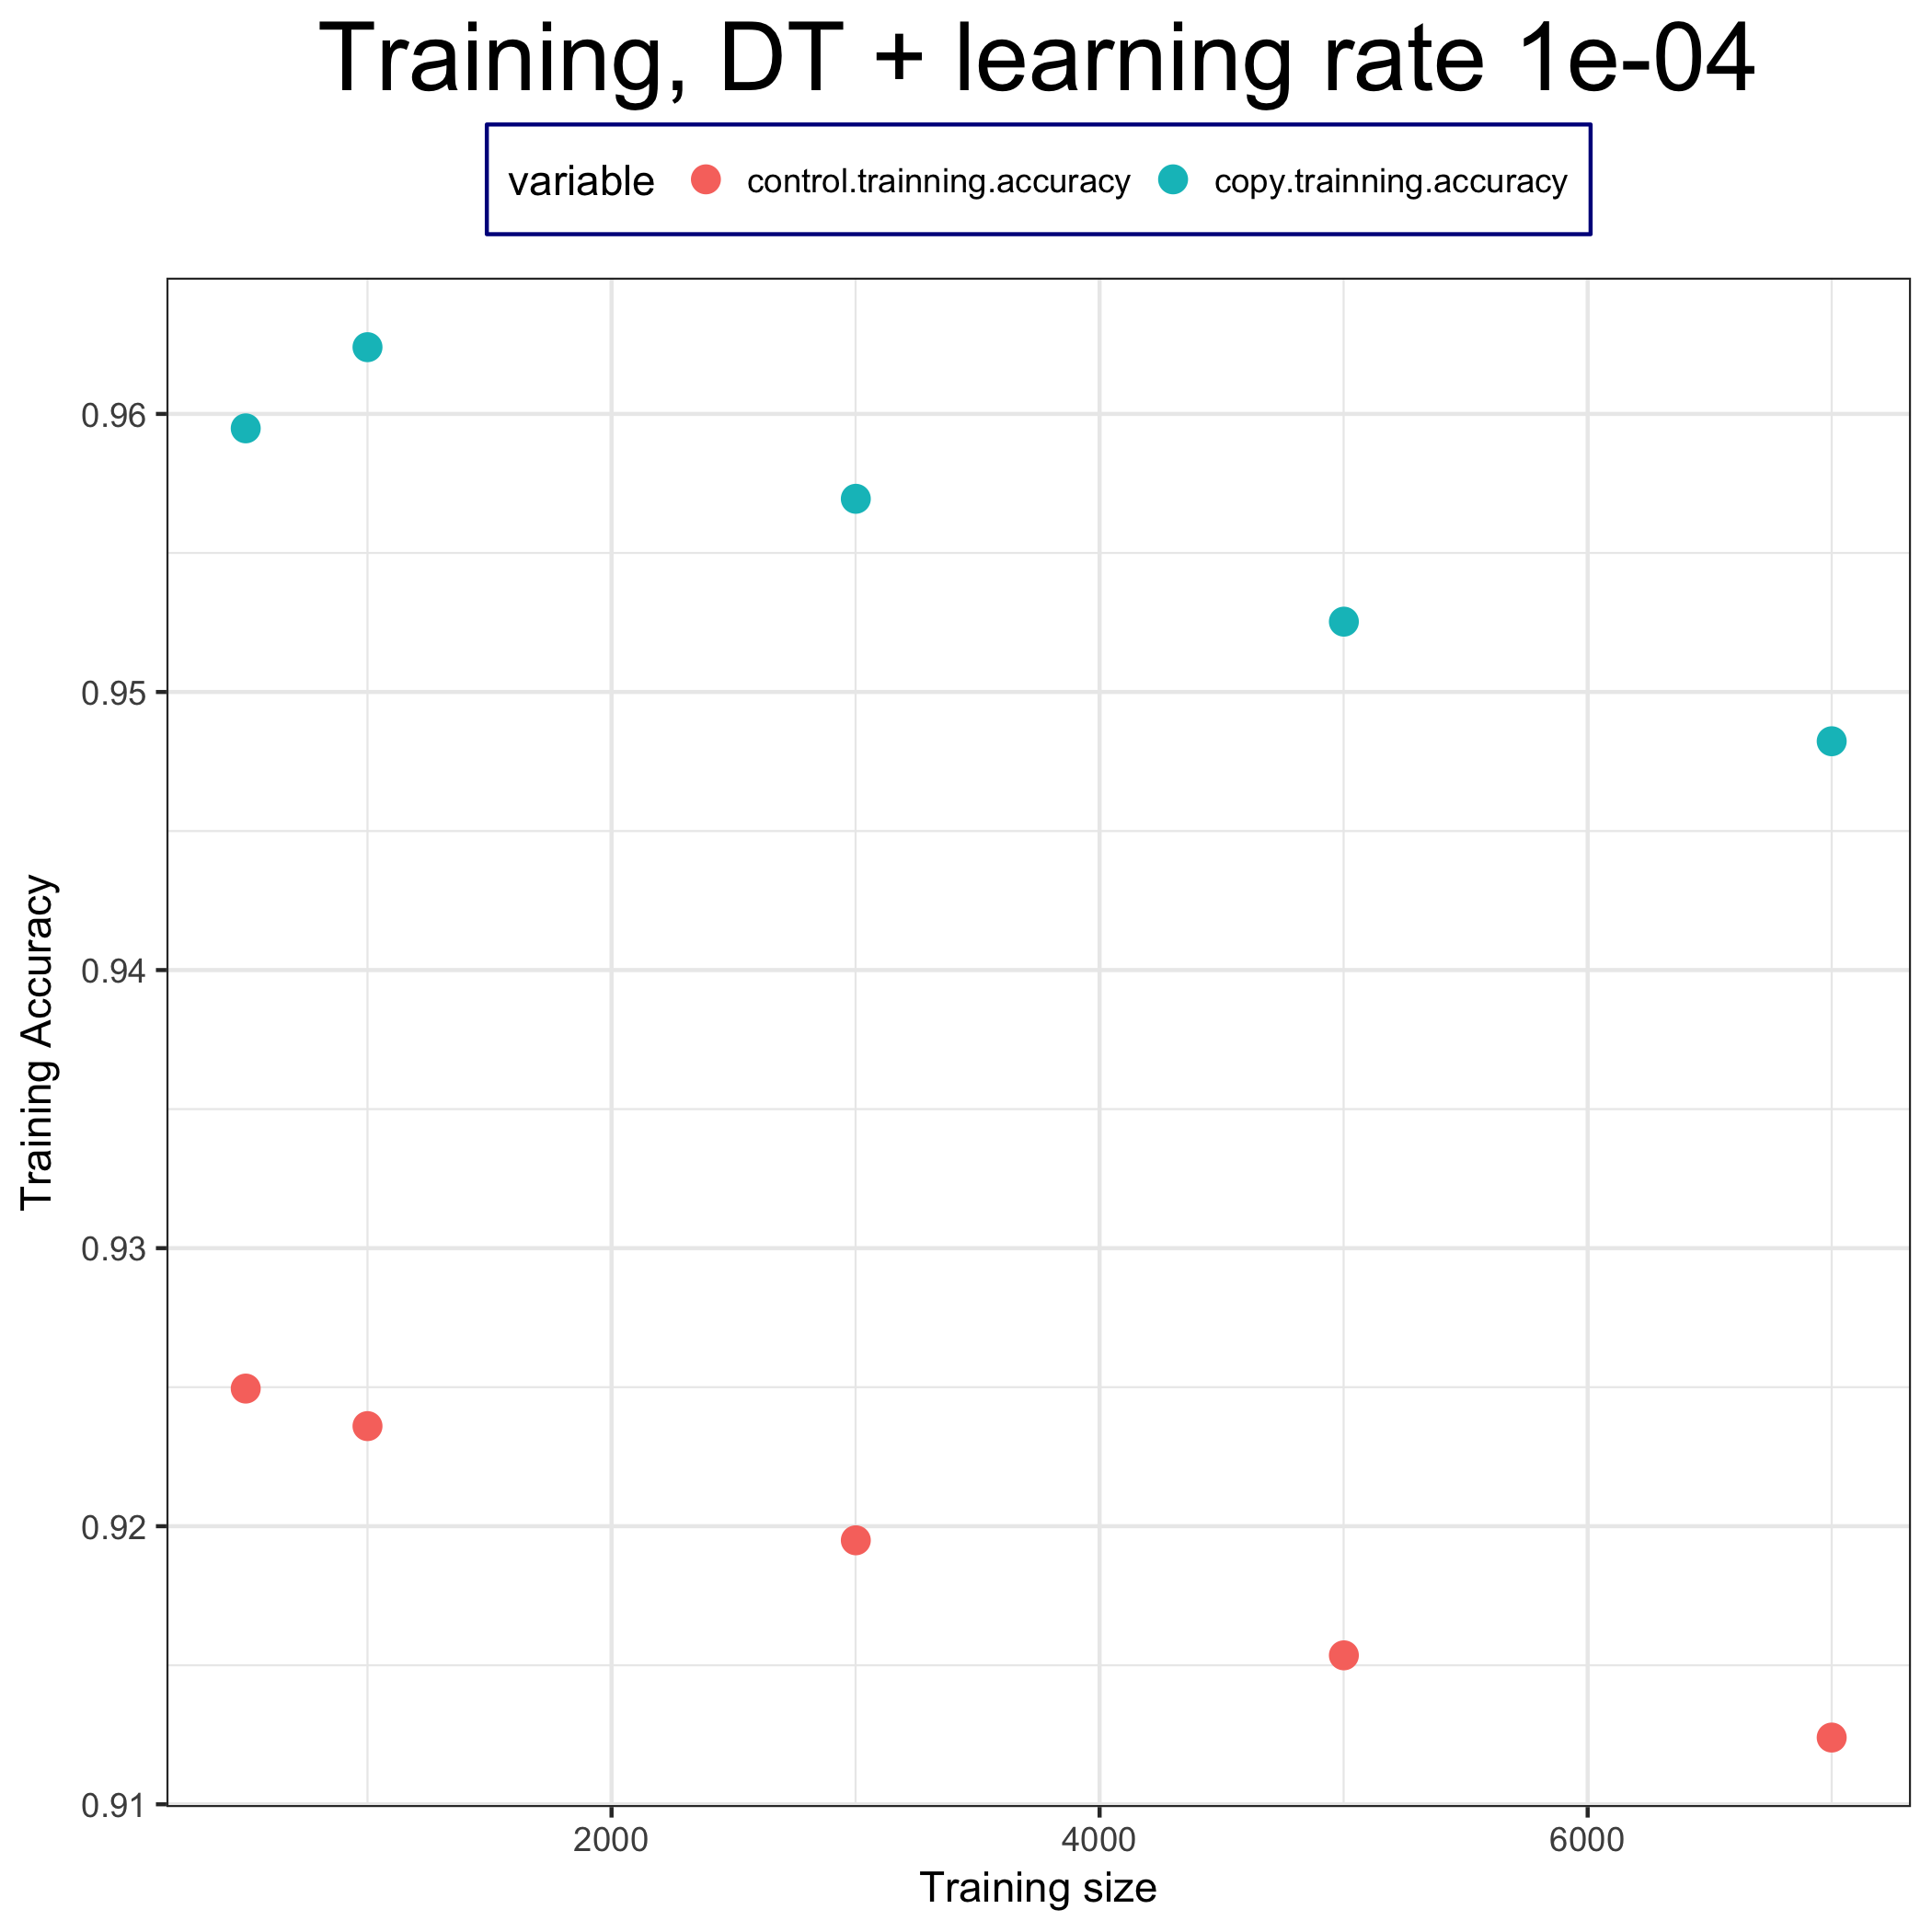 Training, DT + learning rate 1e-04
variable control.trainning.accuracy copy.training.accuracy
0.96
0.95
0.94
0.93
0.92
0.91
Training Accuracy
2000 4000 6000
Training size